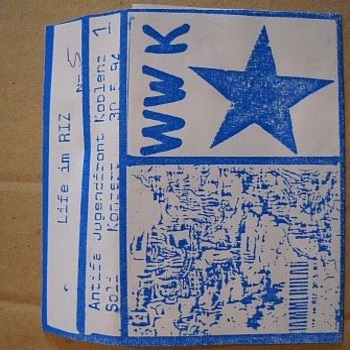 WWK
Life im RIZ № 5
Antifa Jugendfront Koblenz 1
Soli Konzert 30.5.94